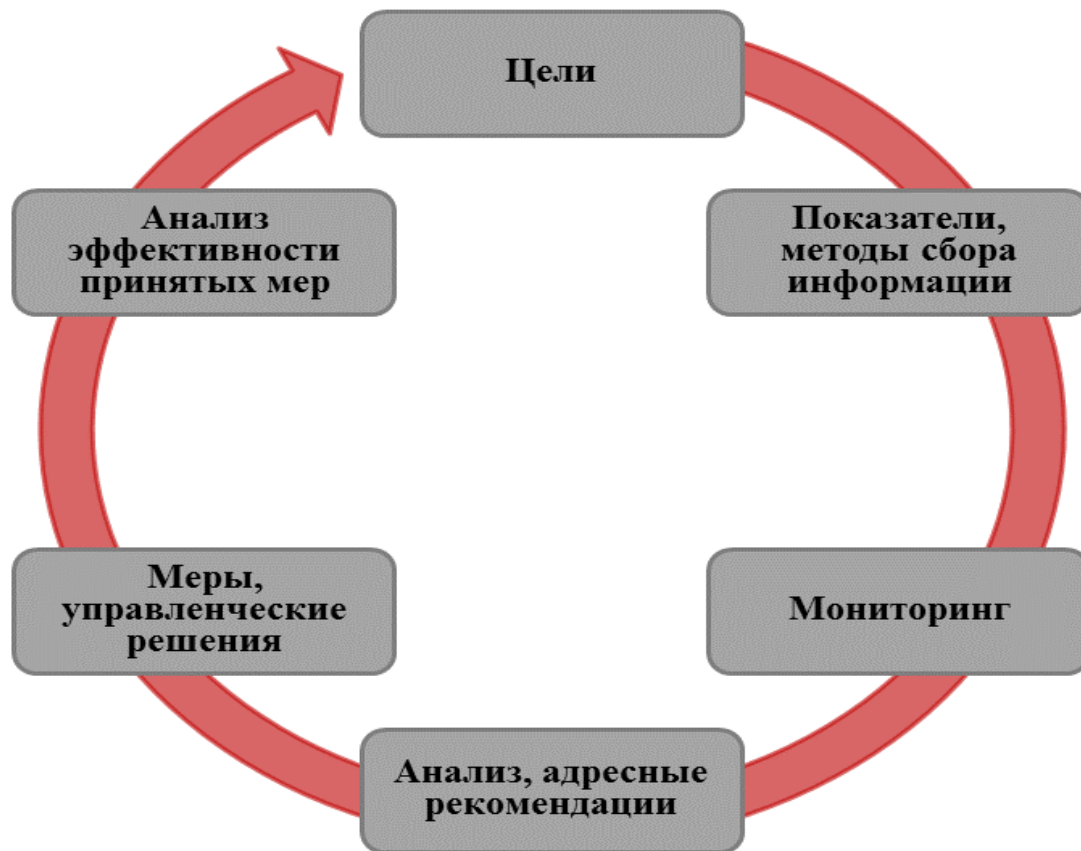 Цели
Показатели,
методы сбора
информации
Мониторинг
Анализ, адресные
рекомендации
Меры,
управленческие
решения
Анализ
эффективности
принятых мер